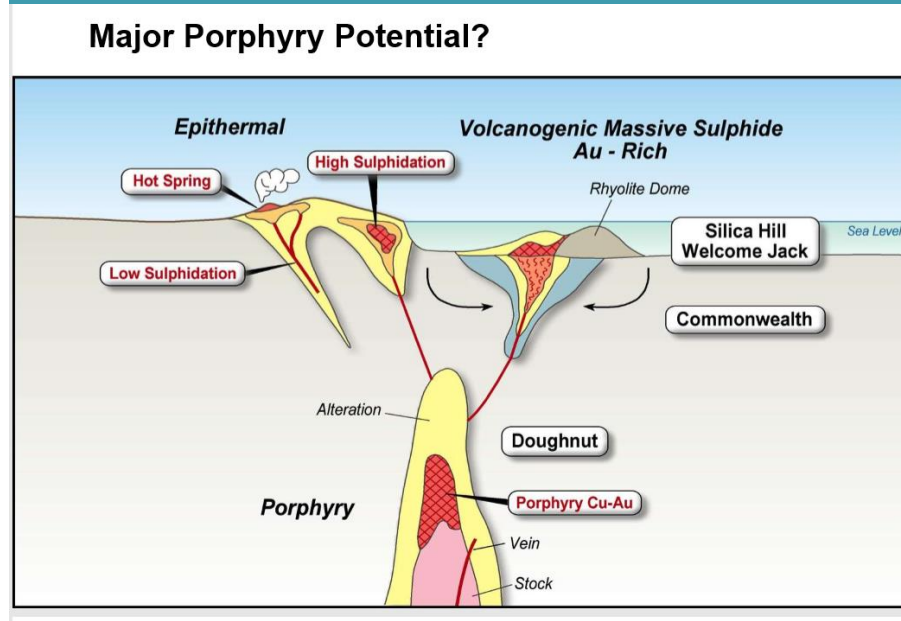 Major Porphyry Potential?
Epithermal
Volcanogenic Massive Sulphide
Au - Rich
High Sulphidation
Hot Spring
Rhyolite Dome
Silica Hill
Welcome Jack
Sea Level
Low Sulphidation
Commonwealth
Alteration
Doughnut
Porphyry
Porphyry Cu-Au
Vein
Stock